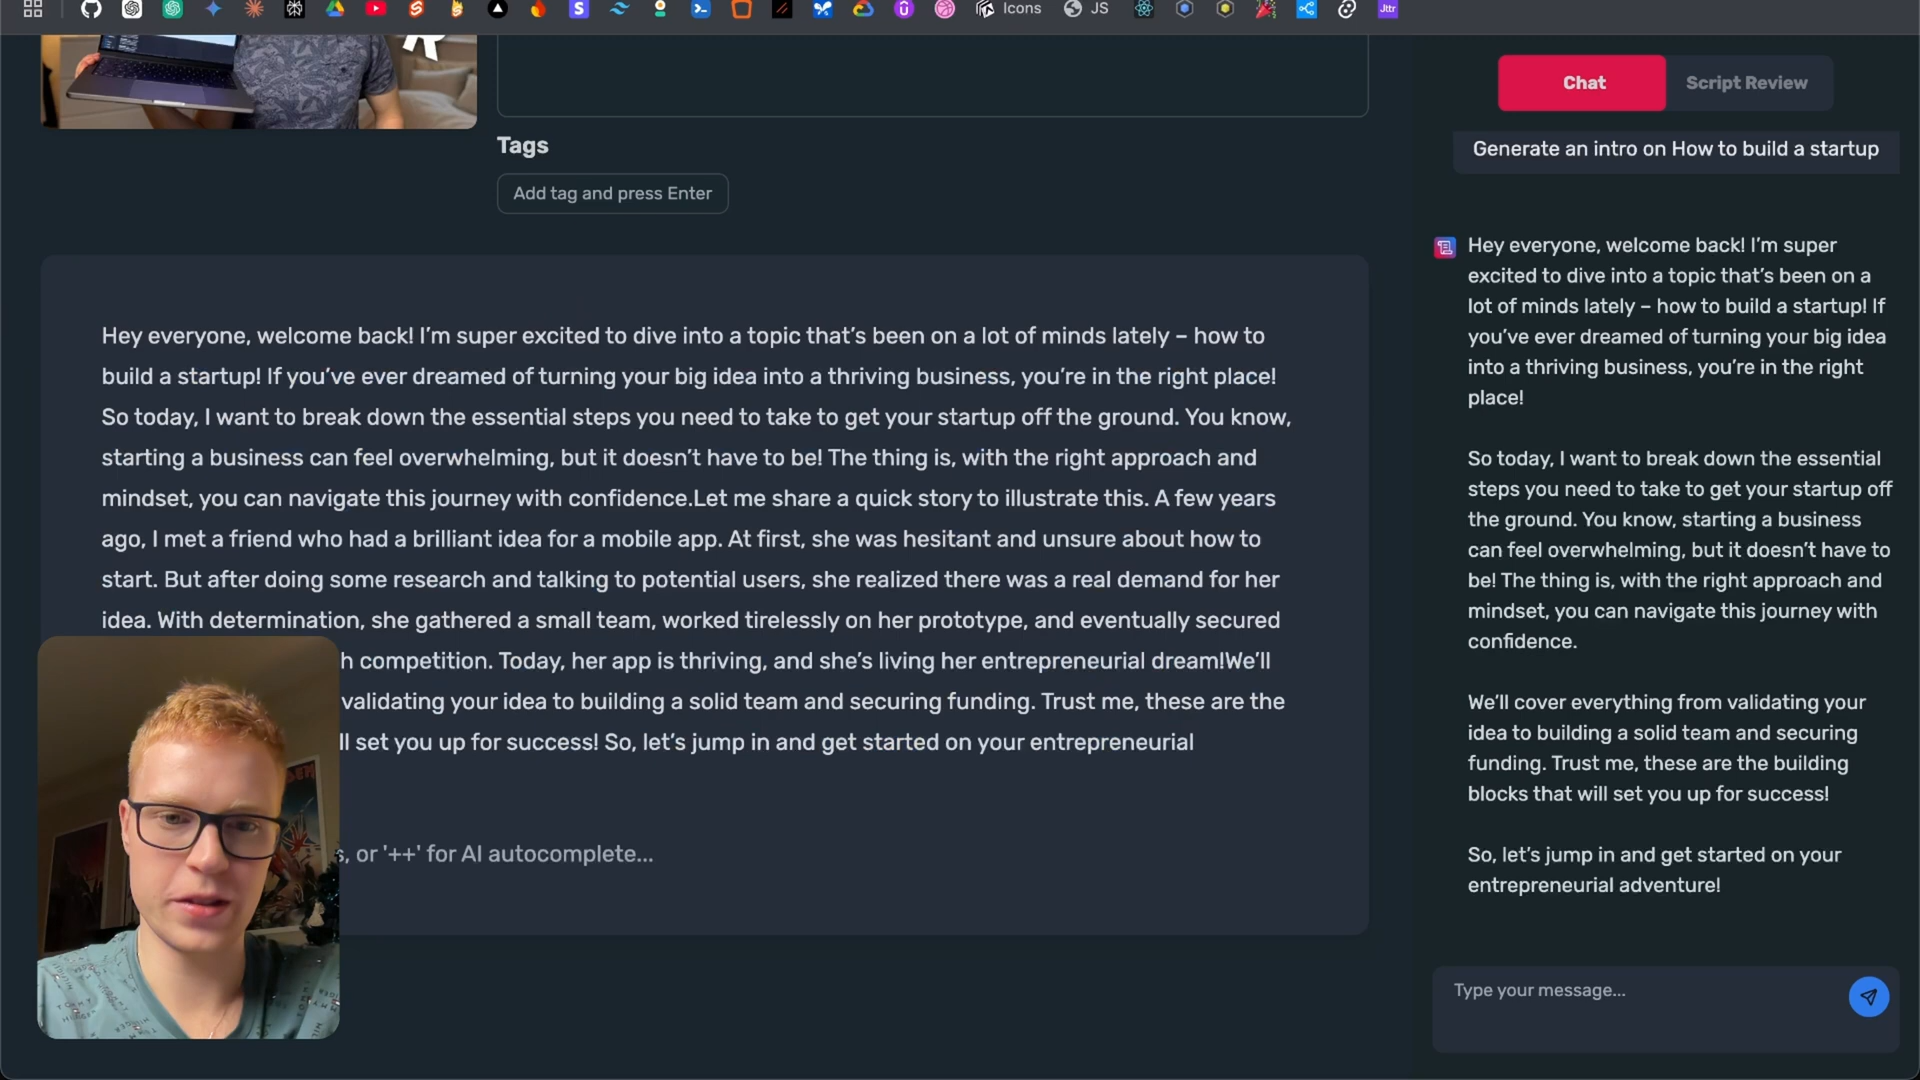 Icons
JS
Jttr
R
Chat
Script Review
Tags
Add tag and press Enter
Generate an intro on How to build a startup
Hey everyone, welcome back! I'm super excited to dive into a topic that's been on a lot of minds lately – how to
build a startup! If you've ever dreamed of turning your big idea into a thriving business, you're in the right place!
So today, I want to break down the essential steps you need to take to get your startup off the ground. You know,
starting a business can feel overwhelming, but it doesn't have to be! The thing is, with the right approach and
mindset, you can navigate this journey with confidence.Let me share a quick story to illustrate this. A few years
ago, I met a friend who had a brilliant idea for a mobile app. At first, she was hesitant and unsure about how to
start. But after doing some research and talking to potential users, she realized there was a real demand for her
idea. With determination, she gathered a small team, worked tirelessly on her prototype, and eventually secured
h competition. Today, her app is thriving, and she's living her entrepreneurial dream!We'll
validating your idea to building a solid team and securing funding. Trust me, these are the
ll set you up for success! So, let's jump in and get started on your entrepreneurial
s, or '++' for AI autocomplete...
Hey everyone, welcome back! I'm super
excited to dive into a topic that's been on a
lot of minds lately – how to build a startup! If
you've ever dreamed of turning your big idea
into a thriving business, you're in the right
place!
So today, I want to break down the essential
steps you need to take to get your startup off
the ground. You know, starting a business
can feel overwhelming, but it doesn't have to
be! The thing is, with the right approach and
mindset, you can navigate this journey with
confidence.
We'll cover everything from validating your
idea to building a solid team and securing
funding. Trust me, these are the building
blocks that will set you up for success!
So, let's jump in and get started on your
entrepreneurial adventure!
Type your message...